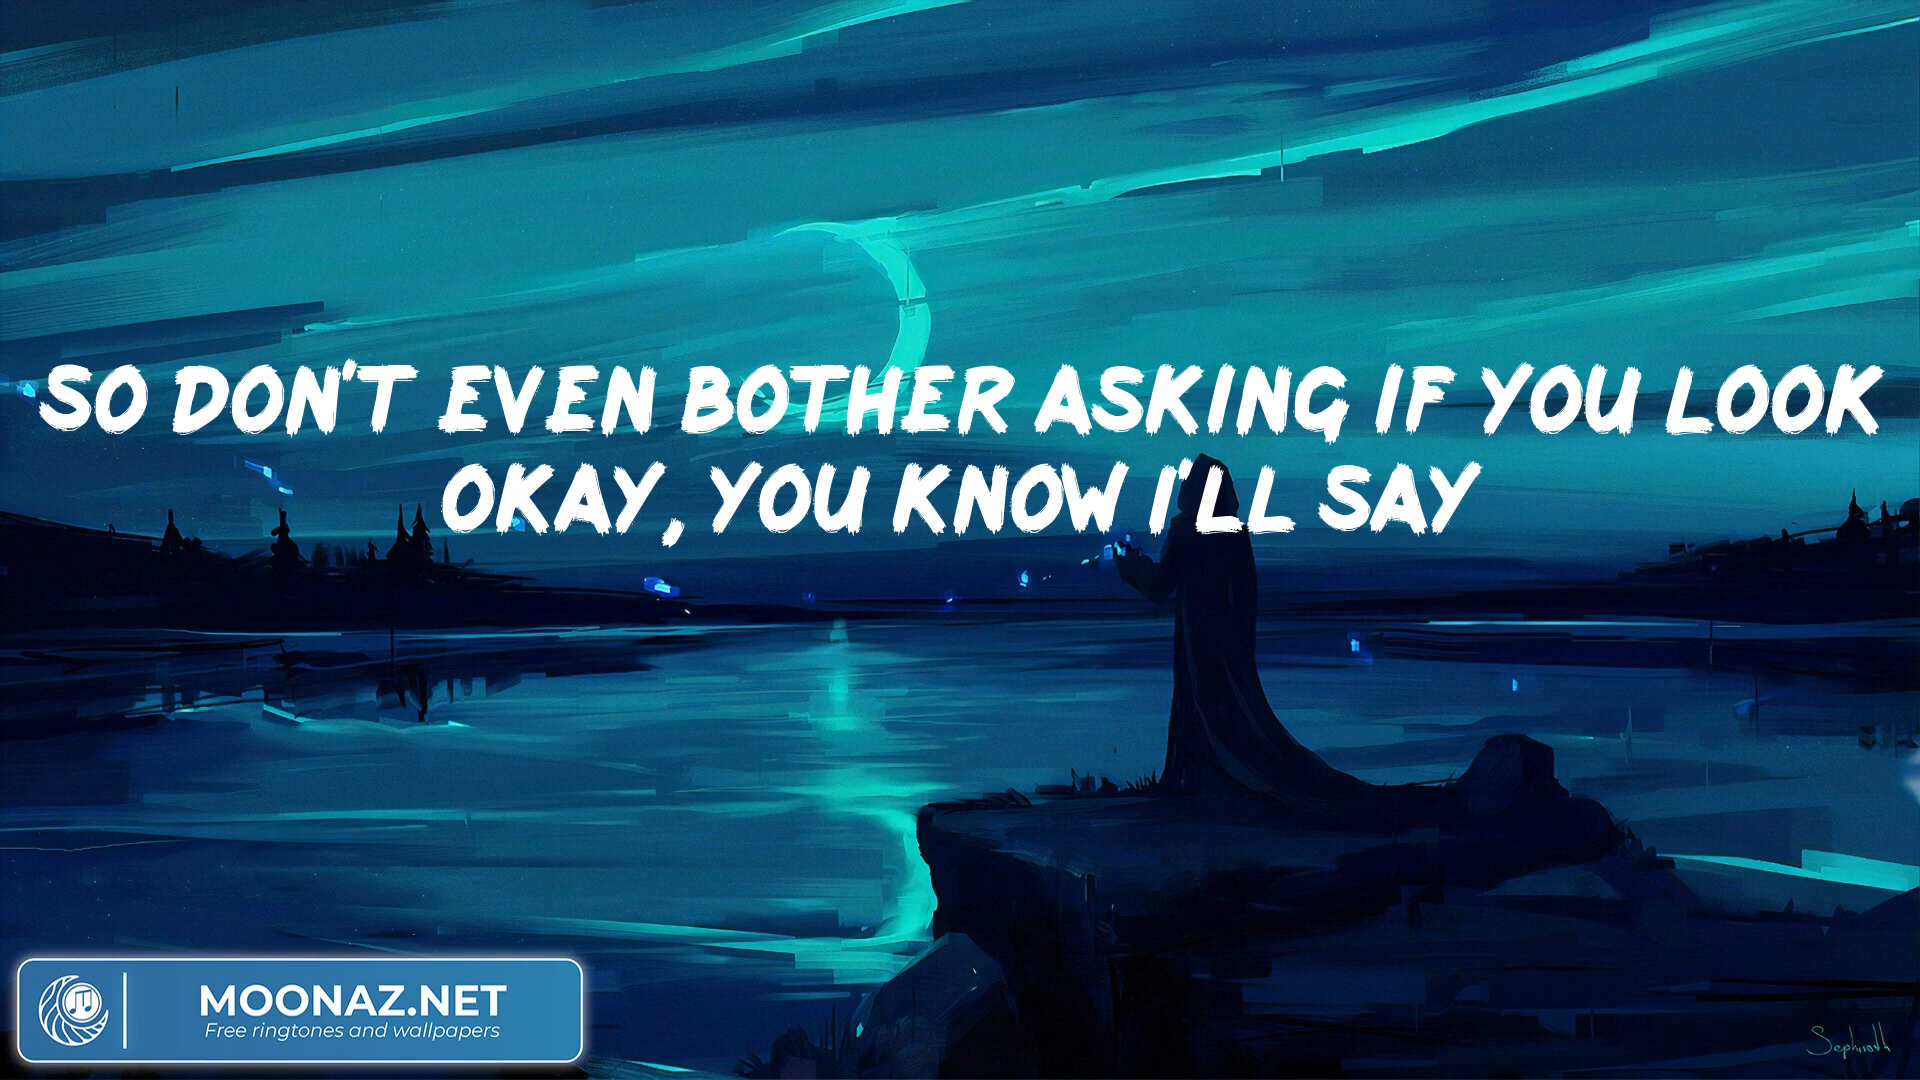 SO DON'T EVEN BOTHER ASKING IF YOU LOOK
OKAY, YOU KNOW I'LL SAY
MOONAZ.NET
Free ringtones and wallpapers
Sephiroth